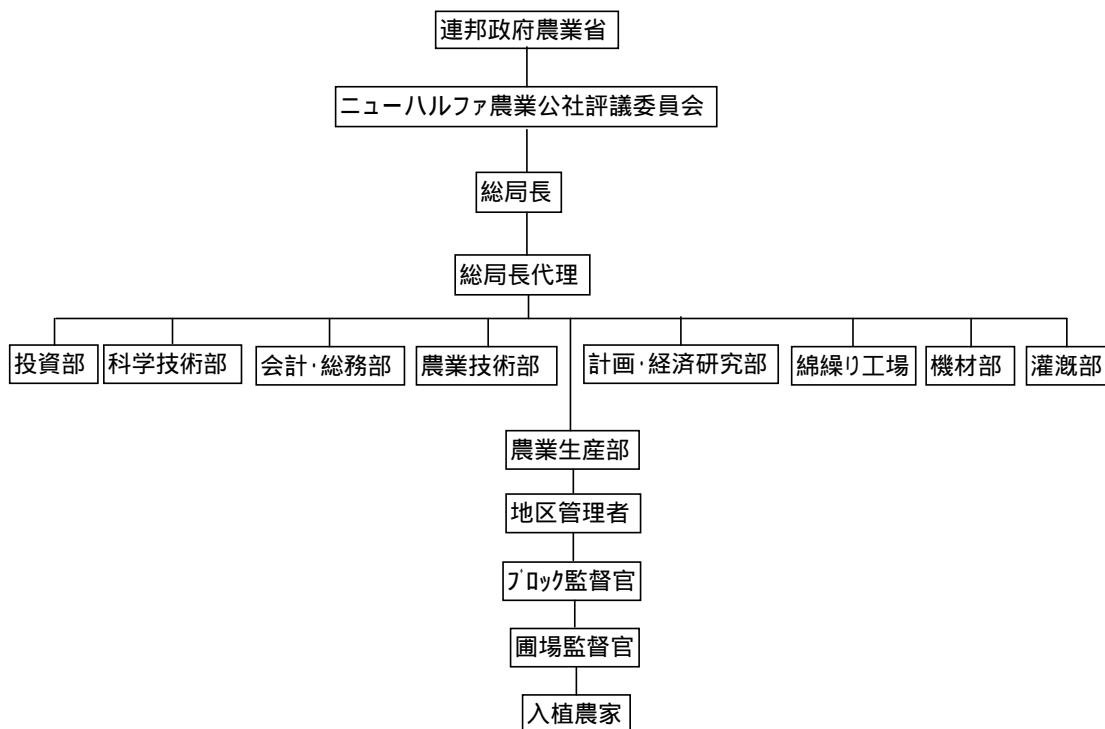 連邦政府農業省
ニューハルファ農業公社評議委員会
総局長
総局長代理
投資部
科学技術部
会計・総務部
農業技術部
計画・経済研究部
綿繰り工場
機材部
灌漑部
農業生産部
地区管理者
ブロック監督官
圃場監督官
入植農家